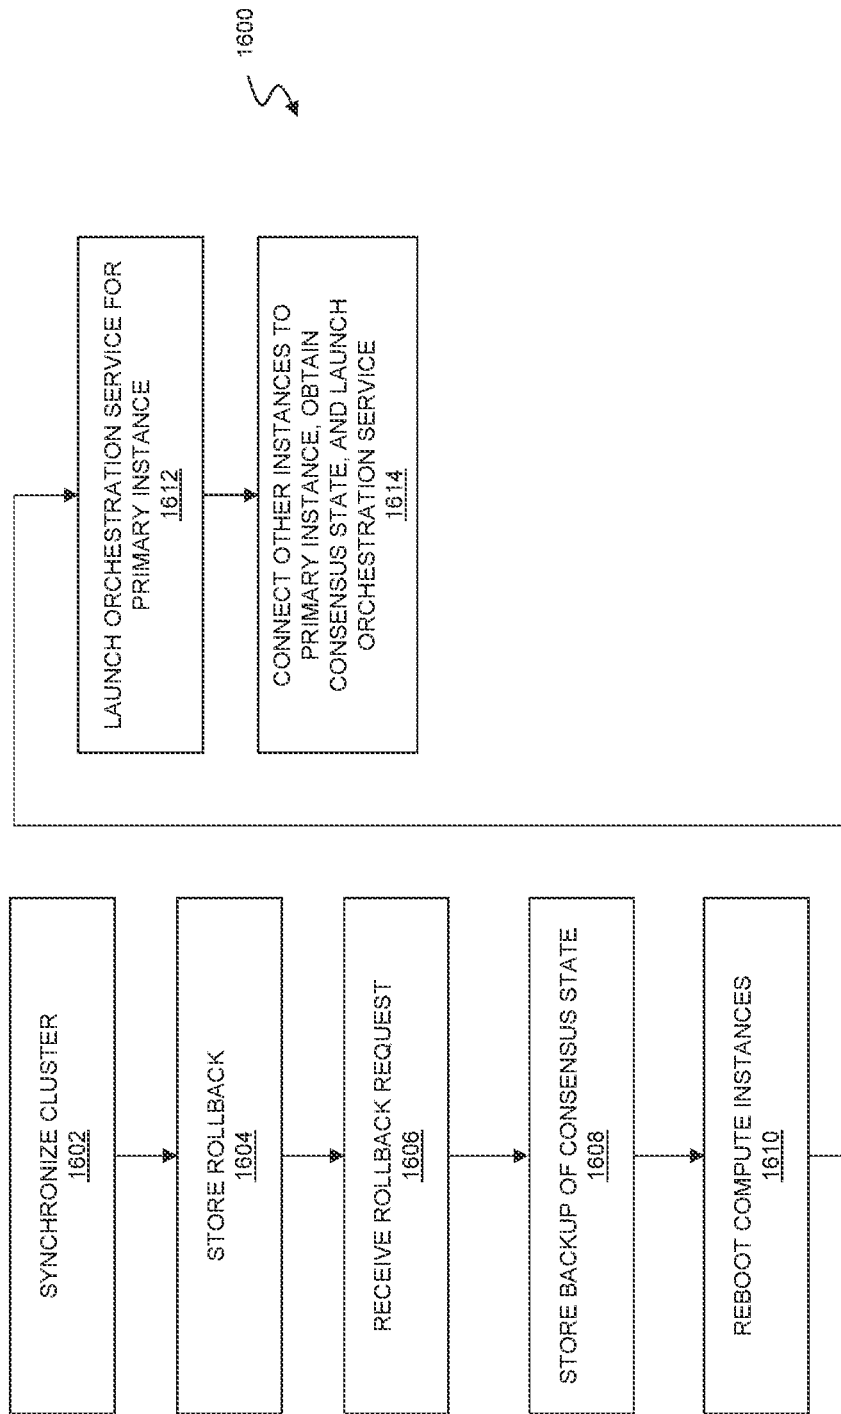 SYNCHRONIZE CLUSTER
1602
STORE ROLLBACK
1604
RECEIVE ROLLBACK REQUEST
1606
STORE BACKUP OF CONSENSUS STATE
1608
REBOOT COMPUTE INSTANCES
1610
LAUNCH ORCHESTRATION SERVICE FOR
PRIMARY INSTANCE
1612
CONNECT OTHER INSTANCES TO
PRIMARY INSTANCE, OBTAIN
CONSENSUS STATE, AND LAUNCH
ORCHESTRATION SERVICE
1614
1600